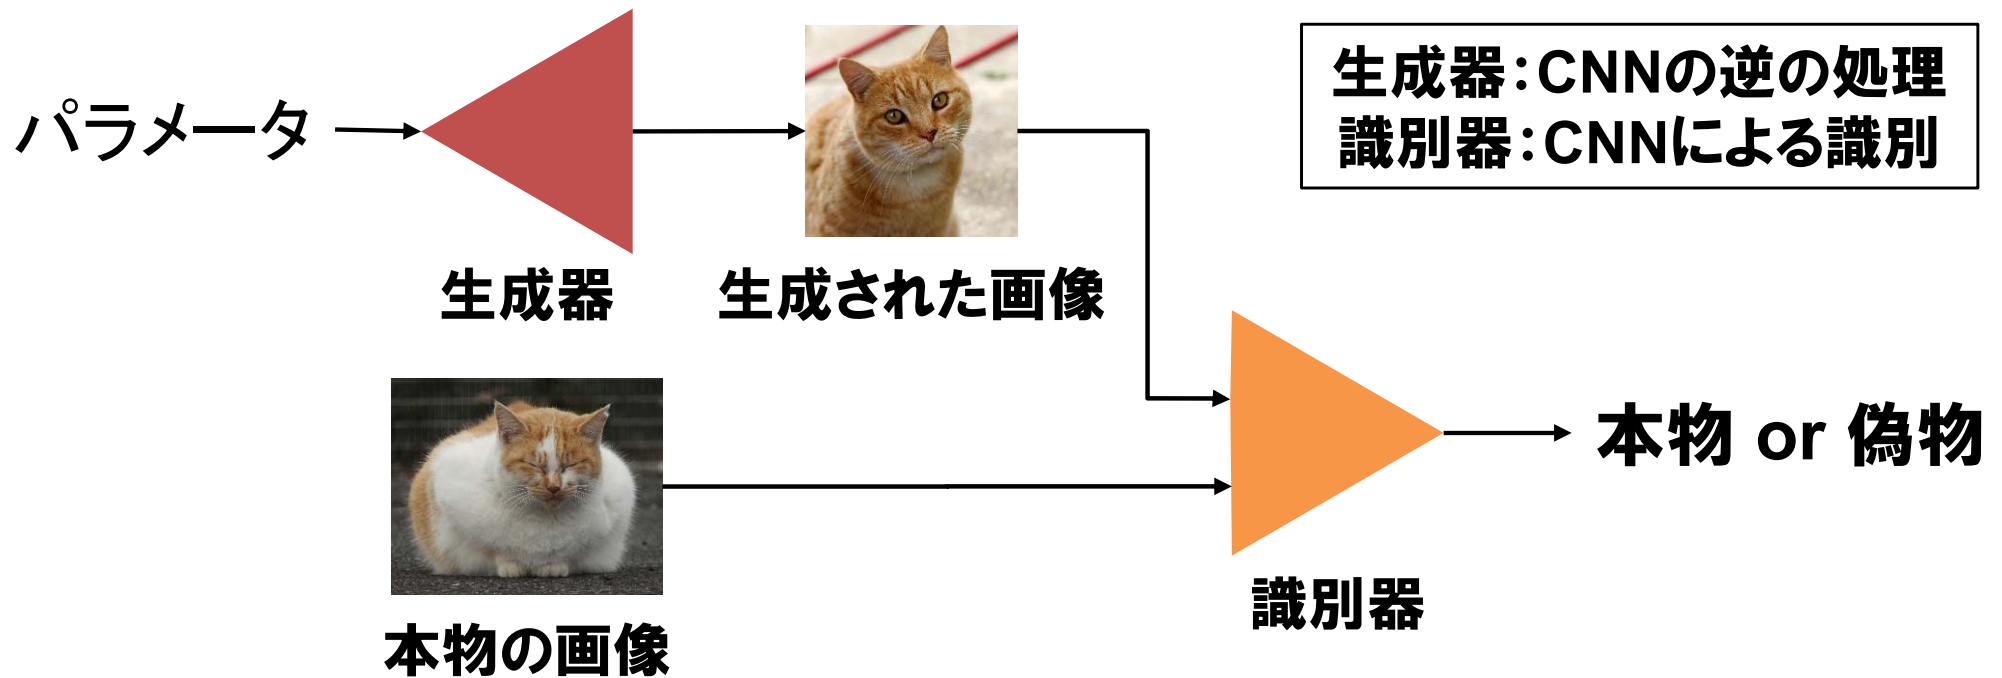 パラメータ
生成器
生成された画像
生成器：CNNの逆の処理
識別器：CNNによる識別
本物の画像
識別器
本物 or 偽物